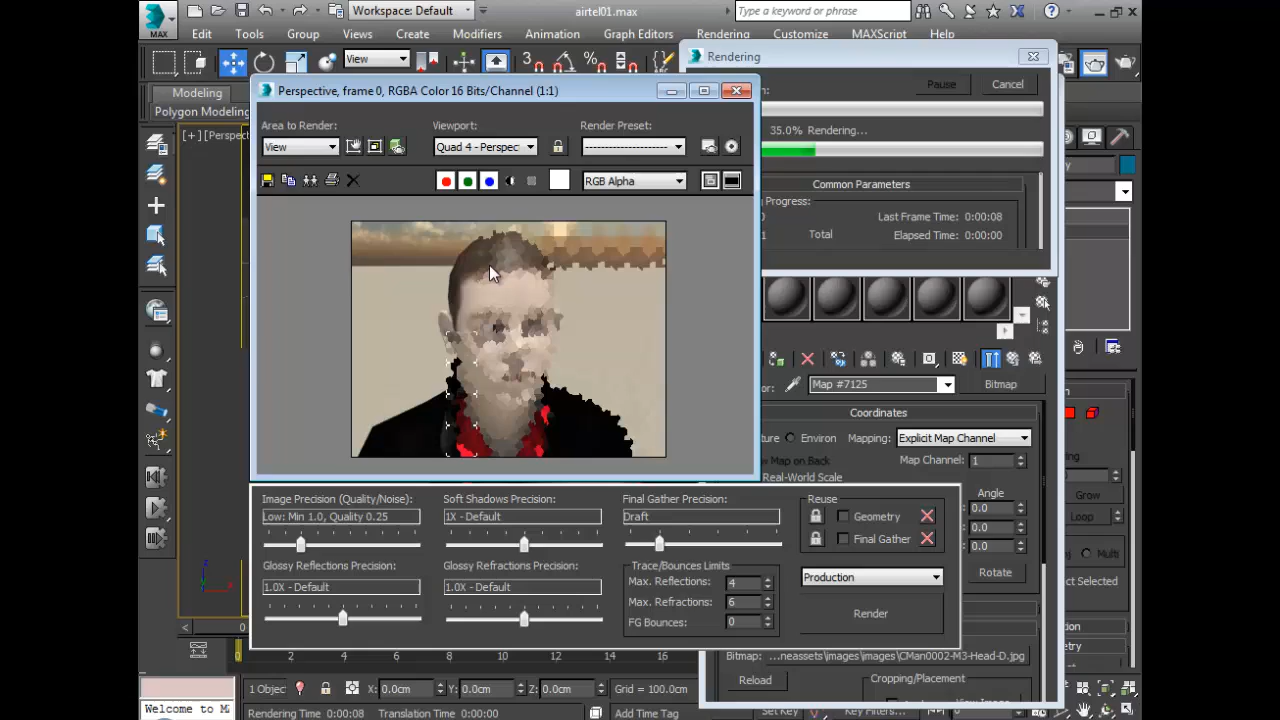 Workspace: Default
airtel01.max
Type a keyword or phrase
MAX
Edit
Tools
Group
Views
Create
Modifiers
Animation
Graph Editors
Rendering
Customize
MAXScript
Help
View
3
Rendering
Modeling
Polygon Modeling
Perspective, frame 0, RGBA Color 16 Bits/Channel (1:1)
Pause
Cancel
35.0% Rendering...
Area to Render:
Viewport:
Render Preset:
View
Quad 4 - Perspec
RGB Alpha
Common Parameters
Progress:
Last Frame Time: 0:00:08
Total
Elapsed Time: 0:00:00
Map #7125
Bitmap
Coordinates
Environ
Mapping:
Explicit Map Channel
Map on Back
Map Channel:
1
Real-World Scale
Angle
0.0
0.0
0.0
Rotate
Grow
Loop
Image Precision (Quality/Noise):
Soft Shadows Precision:
Final Gather Precision:
Reuse
Low: Min 1.0, Quality 0.25
1X - Default
Draft
Geometry
Final Gather
Glossy Reflections Precision:
Glossy Refractions Precision:
Trace/Bounces Limits
1.0X - Default
1.0X - Default
Max. Reflections:
4
Max. Refractions:
6
FG Bounces:
0
Production
Render
0
2
4
6
8
10
12
14
16
Bitmap:
...neassets\images\images\CMan0002-M3-Head-D.jpg
Reload
Cropping/Placement
1 Object
X: 0.0cm
Y: 0.0cm
Z: 0.0cm
Grid = 100.0cm
Welcome to M
Rendering Time 0:00:08
Translation Time 0:00:00
Add Time Tag
Set Key
Key Filters...